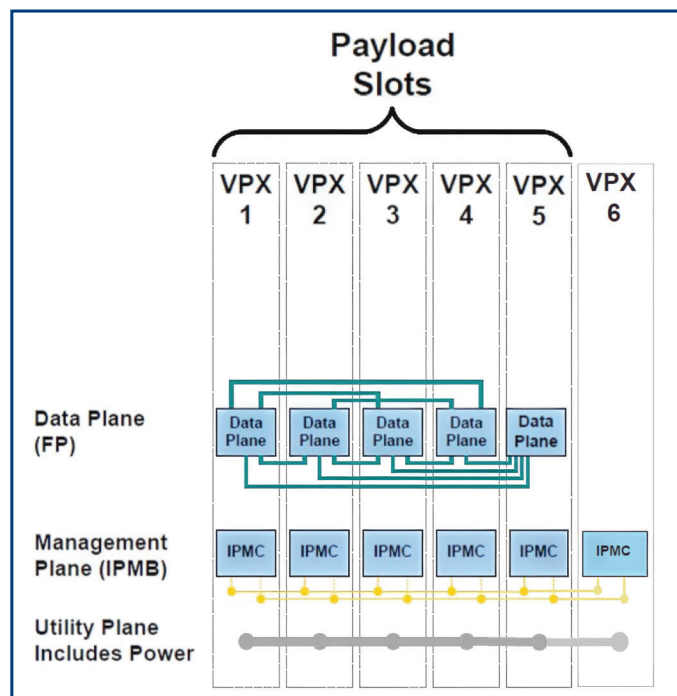 Payload
Slots
VPX
1
VPX
2
VPX
3
VPX
4
VPX
5
VPX
6
Data Plane
(FP)
Data
Plane
Data
Plane
Data
Plane
Data
Plane
Data
Plane
Management
Plane (IPMB)
IPMC
IPMC
IPMC
IPMC
IPMC
IPMC
Utility Plane
Includes Power